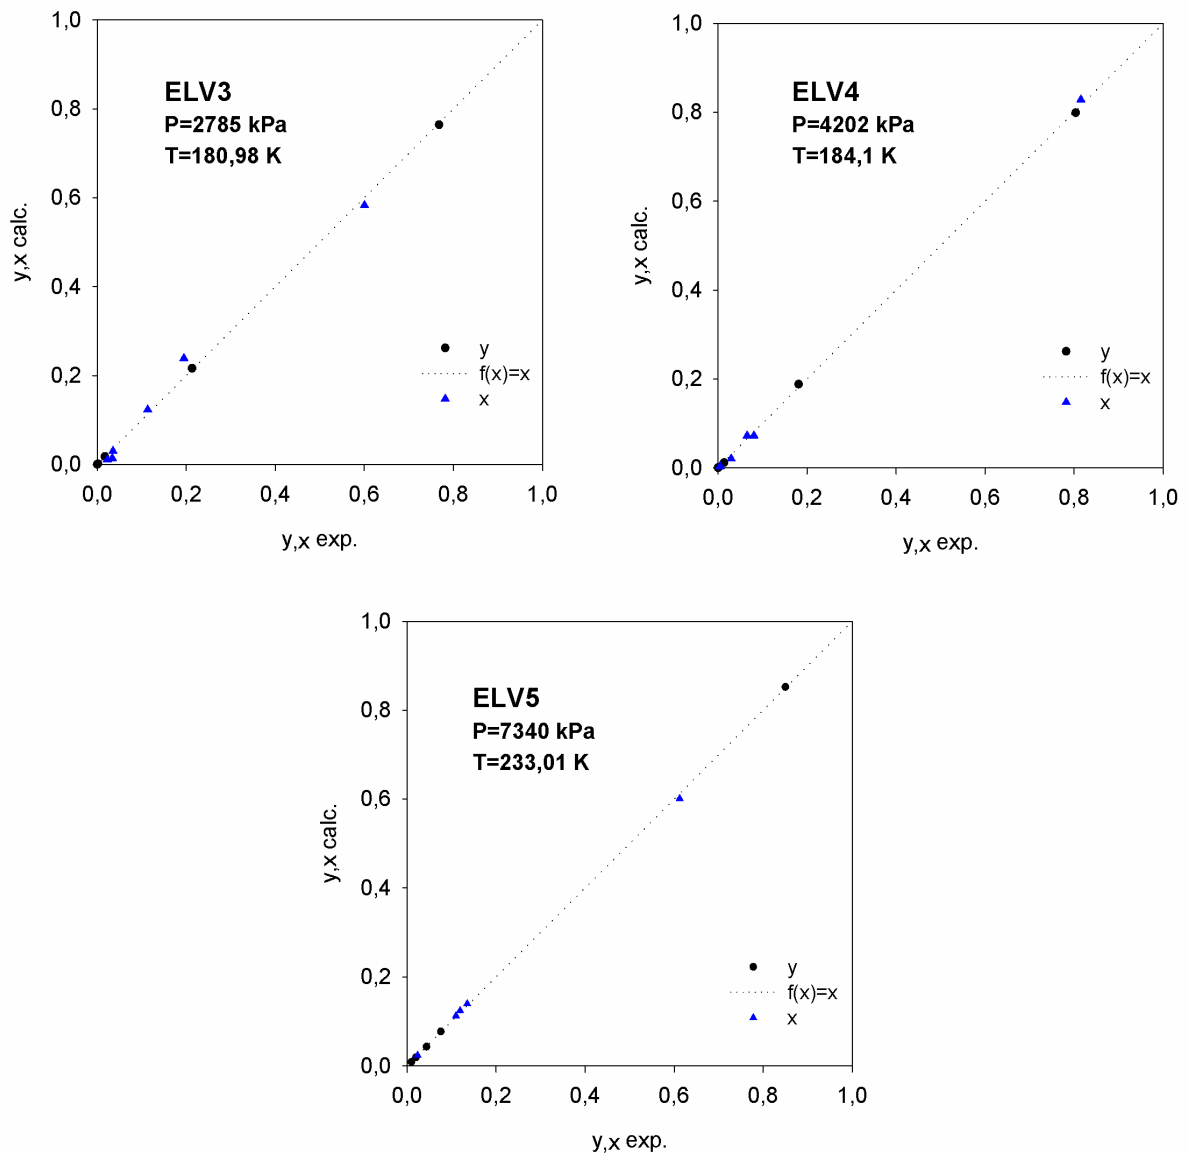 1,0
0,8
0,6
0,4
0,2
0,0
y,x calc.
ELV3
P=2785 kPa
T=180,98 K
y
f(x)=x
x
0,0 0,2 0,4 0,6 0,8 1,0
y,x exp.
1,0
0,8
0,6
0,4
0,2
0,0
y,x calc.
ELV4
P=4202 kPa
T=184,1 K
y
f(x)=x
x
0,0 0,2 0,4 0,6 0,8 1,0
y,x exp.
1,0
0,8
0,6
0,4
0,2
0,0
y,x calc.
ELV5
P=7340 kPa
T=233,01 K
y
f(x)=x
x
0,0 0,2 0,4 0,6 0,8 1,0
y,x exp.